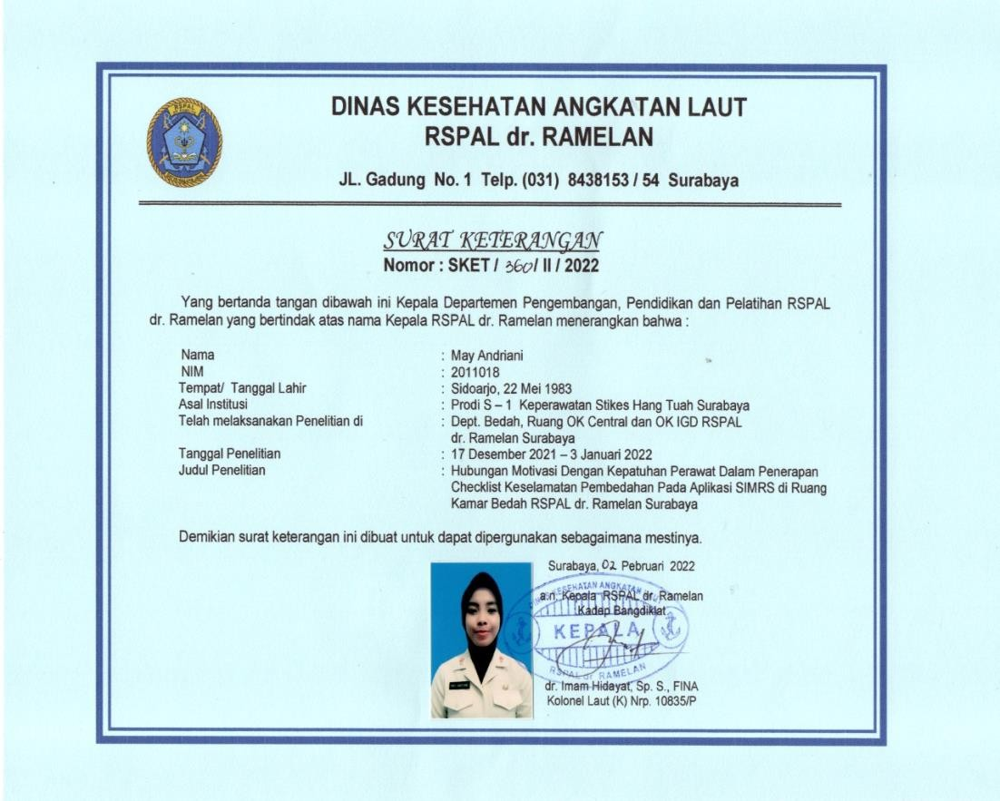 RSPAL
DINAS KESEHATAN ANGKATAN LAUT
RSPAL dr. RAMELAN
JL. Gadung No. 1 Telp. (031) 8438153 / 54 Surabaya
SURAT KETERANGAN
Nomor : SKET / 360 / II / 2022
Yang bertanda tangan dibawah ini Kepala Departemen Pengembangan, Pendidikan dan Pelatihan RSPAL
dr. Ramelan yang bertindak atas nama Kepala RSPAL dr. Ramelan menerangkan bahwa :
Nama : May Andriani
NIM : 2011018
Tempat/ Tanggal Lahir : Sidoarjo, 22 Mei 1983
Asal Institusi : Prodi S – 1 Keperawatan Stikes Hang Tuah Surabaya
Telah melaksanakan Penelitian di : Dept. Bedah, Ruang OK Central dan OK IGD RSPAL
dr. Ramelan Surabaya
Tanggal Penelitian : 17 Desember 2021 – 3 Januari 2022
Judul Penelitian : Hubungan Motivasi Dengan Kepatuhan Perawat Dalam Penerapan
Checklist Keselamatan Pembedahan Pada Aplikasi SIMRS di Ruang
Kamar Bedah RSPAL dr. Ramelan Surabaya
Demikian surat keterangan ini dibuat untuk dapat dipergunakan sebagaimana mestinya.
Surabaya, 02 Pebruari 2022
a.n. Kepala RSPAL dr. Ramelan
Kadep Bangdiklat
DINAS KESEHATAN ANGKATAN LAUT
KEPALA
RSPAL dr RAMELAN
dr. Imam Hidayat, Sp. S., FINA
Kolonel Laut (K) Nrp. 10835/P